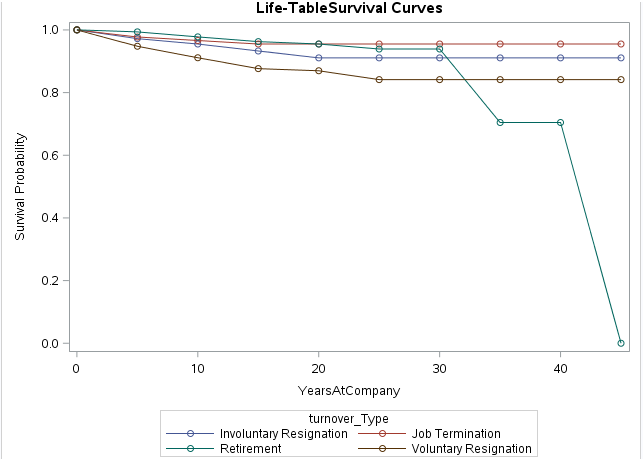 Life-TableSurvival Curves
1.0
0.8
0.6
0.4
0.2
0.0
Survival Probability
0 10 20 30 40
YearsAtCompany
turnover_Type
Involuntary Resignation Job Termination
Retirement Voluntary Resignation